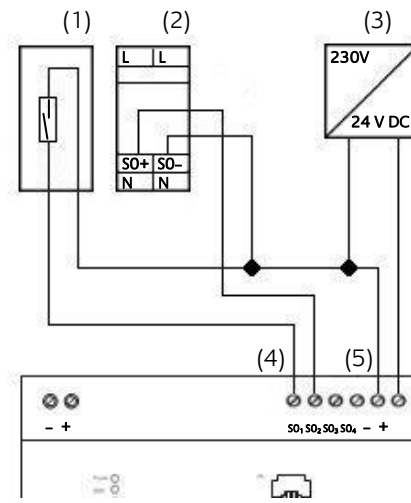 (1) (2) (3)
L L
230V
24 V DC
S0+ S0–
N N
(4) (5)
– +
S0₁ S0₂ S0₃ S0₄ – +